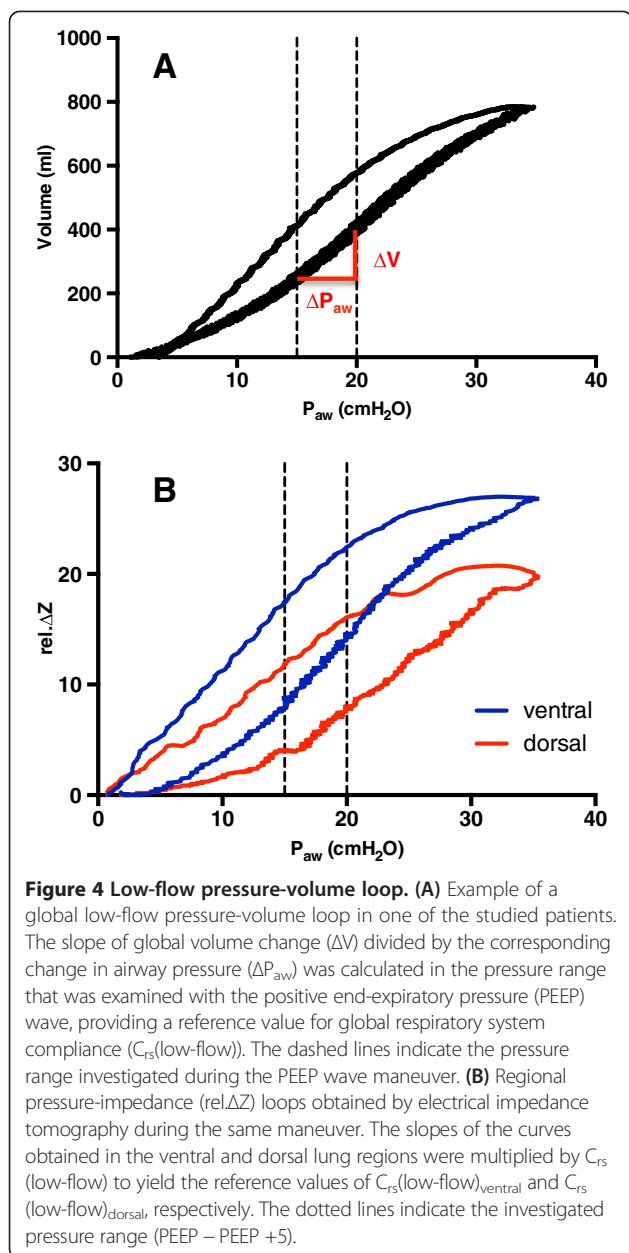 1000
A
800
600
Volume (ml)
400
ΔV
200
ΔPaw
0
0 10 20 30 40
Paw (cmH2O)
30
B
20
rel.ΔZ
10
ventral
dorsal
0
0 10 20 30 40
Paw (cmH2O)
Figure 4 Low-flow pressure-volume loop. (A) Example of a
global low-flow pressure-volume loop in one of the studied patients.
The slope of global volume change (ΔV) divided by the corresponding
change in airway pressure (ΔPaw) was calculated in the pressure range
that was examined with the positive end-expiratory pressure (PEEP)
wave, providing a reference value for global respiratory system
compliance (Crs(low-flow)). The dashed lines indicate the pressure
range investigated during the PEEP wave maneuver. (B) Regional
pressure-impedance (rel.ΔZ) loops obtained by electrical impedance
tomography during the same maneuver. The slopes of the curves
obtained in the ventral and dorsal lung regions were multiplied by Crs
(low-flow) to yield the reference values of Crs(low-flow)ventral and Crs
(low-flow)dorsal, respectively. The dotted lines indicate the investigated
pressure range (PEEP – PEEP +5).